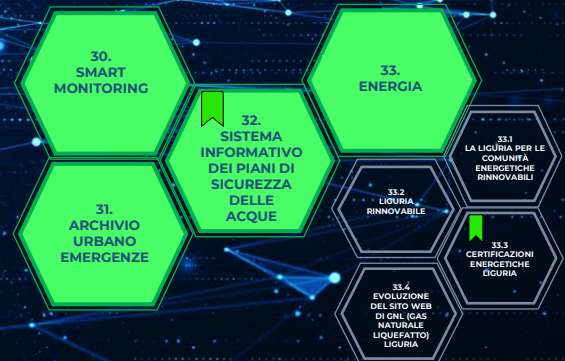 30.
SMART
MONITORING
33.
ENERGIA
32.
SISTEMA
INFORMATIVO
DEI PIANI DI
SICUREZZA
DELLE
ACQUE
31.
ARCHIVIO
URBANO
EMERGENZE
33.1
LA LIGURIA PER LE
COMUNITÀ
ENERGETICHE
RINNOVABILI
33.2
LIGURIA
RINNOVABILE
33.3
CERTIFICAZIONI
ENERGETICHE
LIGURIA
33.4
EVOLUZIONE
DEL SITO WEB
DI GNL (GAS
NATURALE
LIQUEFATTO)
LIGURIA